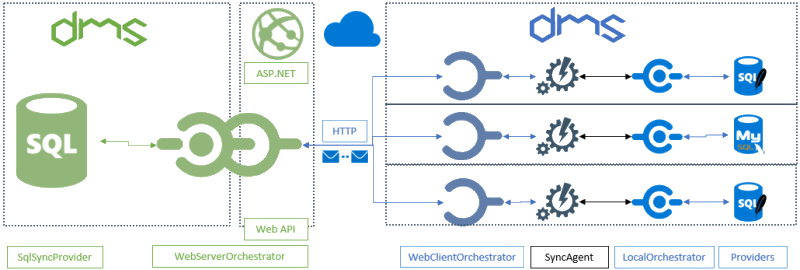 dms
dms
ASP.NET
SQL
HTTP
SQL
My
SQL
SQL
Web API
SqlSyncProvider
WebServerOrchestrator
WebClientOrchestrator
SyncAgent
LocalOrchestrator
Providers